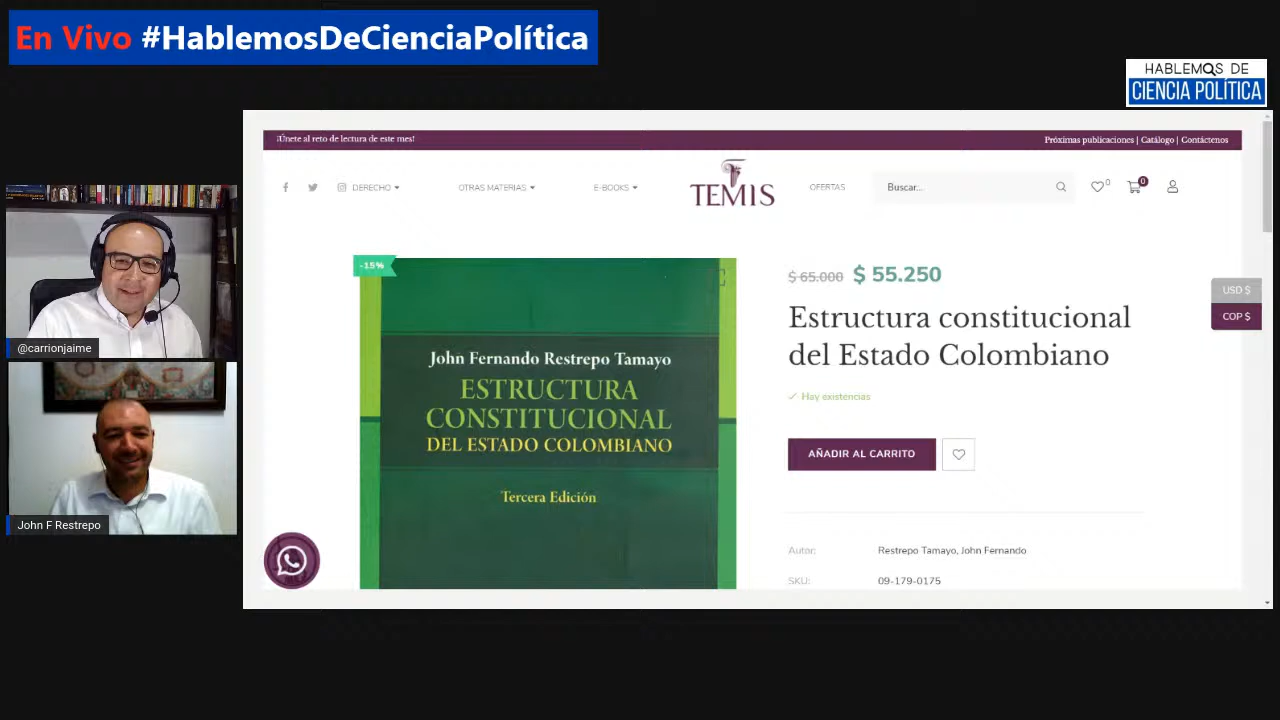 En Vivo #HablemosDeCienciaPolítica
HABLEMOS DE
CIENCIA POLÍTICA
¡Únete al reto de lectura de este mes!
Próximas publicaciones | Catálogo | Contáctenos
DERECHO
OTRAS MATERIAS
E-BOOKS
TEMIS
OFERTAS
Buscar...
0
0
-15%
$ 65.000 $ 55.250
Estructura constitucional
del Estado Colombiano
Hay existencias
AÑADIR AL CARRITO
USD $
COP $
John Fernando Restrepo Tamayo
ESTRUCTURA
CONSTITUCIONAL
DEL ESTADO COLOMBIANO
Tercera Edición
Autor: Restrepo Tamayo, John Fernando
SKU: 09-179-0175
@carrionjaime
John F Restrepo